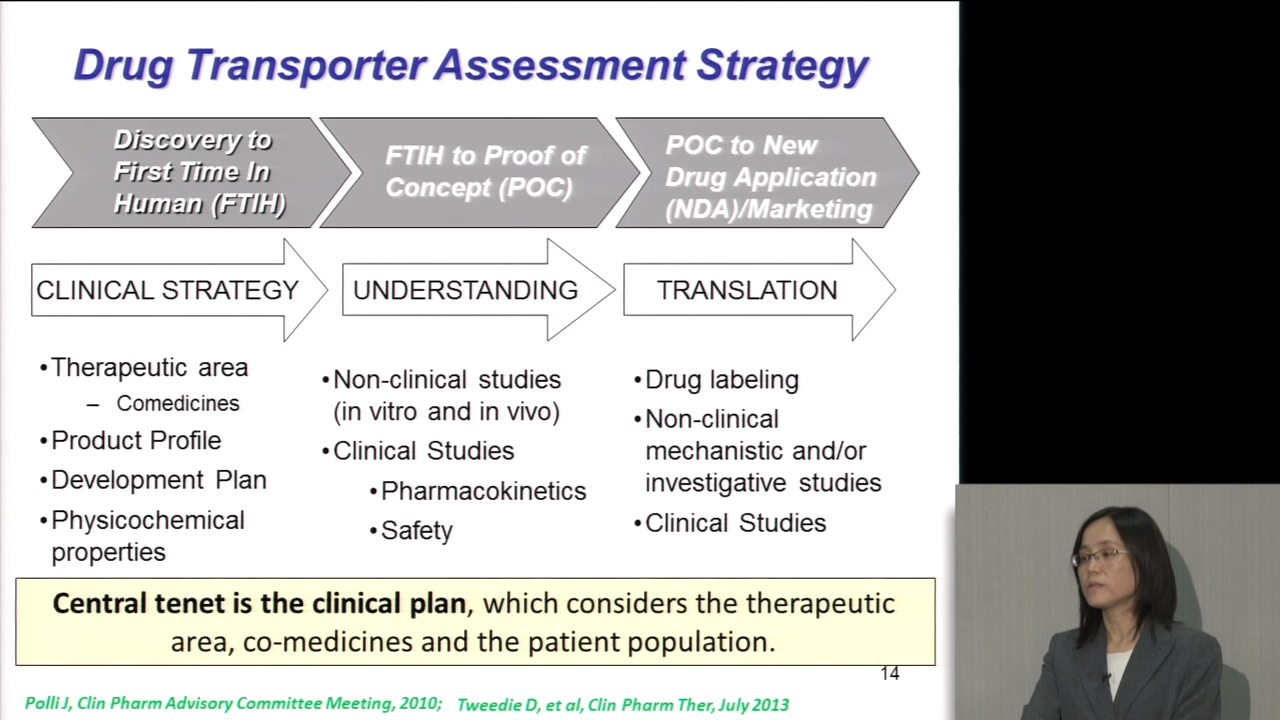 Drug Transporter Assessment Strategy
Discovery to
First Time In
Human (FTIH)
FTIH to Proof of
Concept (POC)
POC to New
Drug Application
(NDA)/Marketing
CLINICAL STRATEGY
UNDERSTANDING
TRANSLATION
•Therapeutic area
– Comedicines
•Product Profile
•Development Plan
•Physicochemical
properties
•Non-clinical studies
(in vitro and in vivo)
•Clinical Studies
•Pharmacokinetics
•Safety
•Drug labeling
•Non-clinical
mechanistic and/or
investigative studies
•Clinical Studies
Central tenet is the clinical plan, which considers the therapeutic
area, co-medicines and the patient population.
14
Polli J, Clin Pharm Advisory Committee Meeting, 2010; Tweedie D, et al, Clin Pharm Ther, July 2013